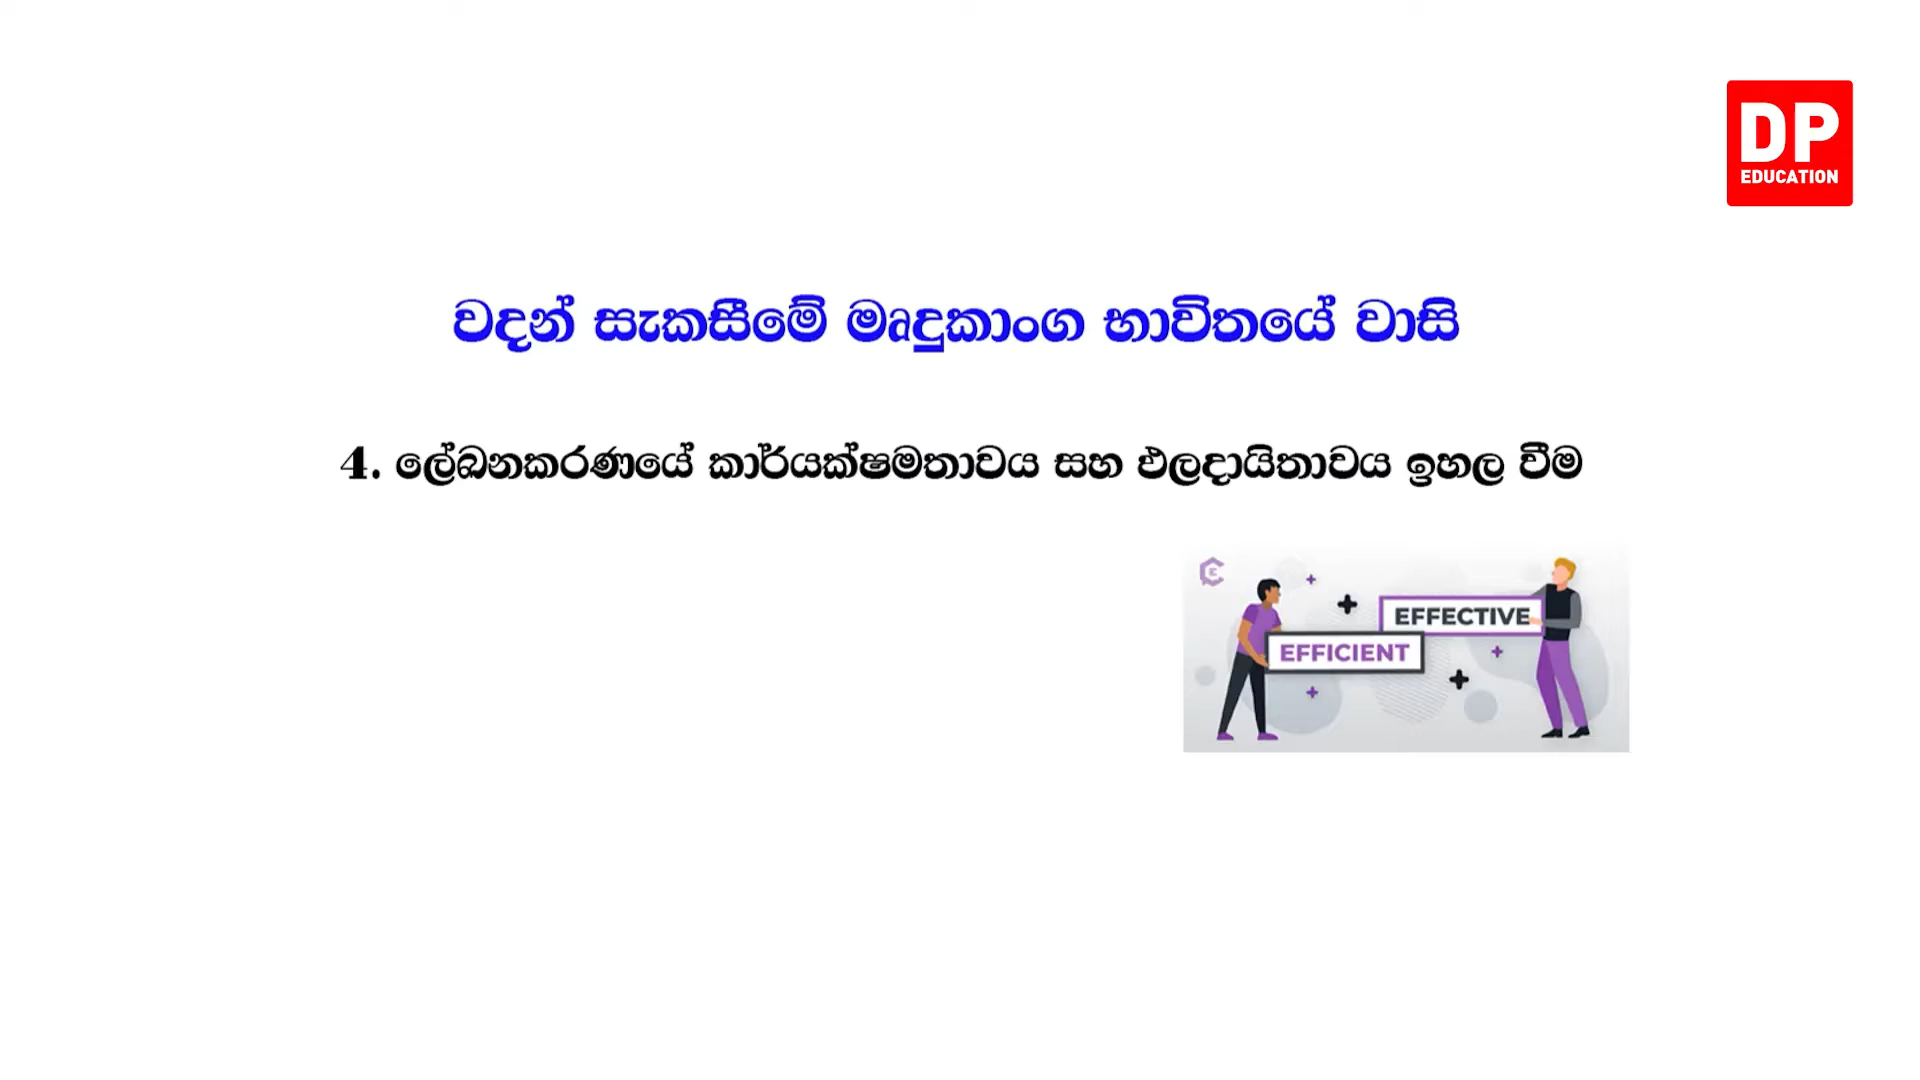 DP
EDUCATION
වදන් සැකසීමේ මෘදුකාංග භාවිතයේ වාසි
4. ලේඛනකරණයේ කාර්යක්ෂමතාවය සහ ඵලදායිතාවය ඉහල වීම
EFFECTIVE
EFFICIENT